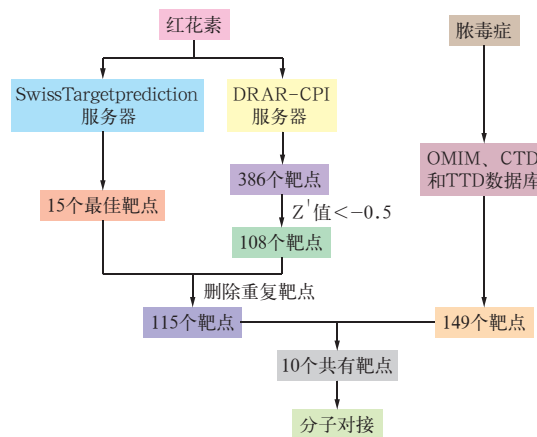 红花素
脓毒症
SwissTargetprediction
服务器
DRAR-CPI
服务器
OMIM、CTD
和TTD数据库
386个靶点
15个最佳靶点
Z'值<-0.5
108个靶点
删除重复靶点
115个靶点
149个靶点
10个共有靶点
分子对接